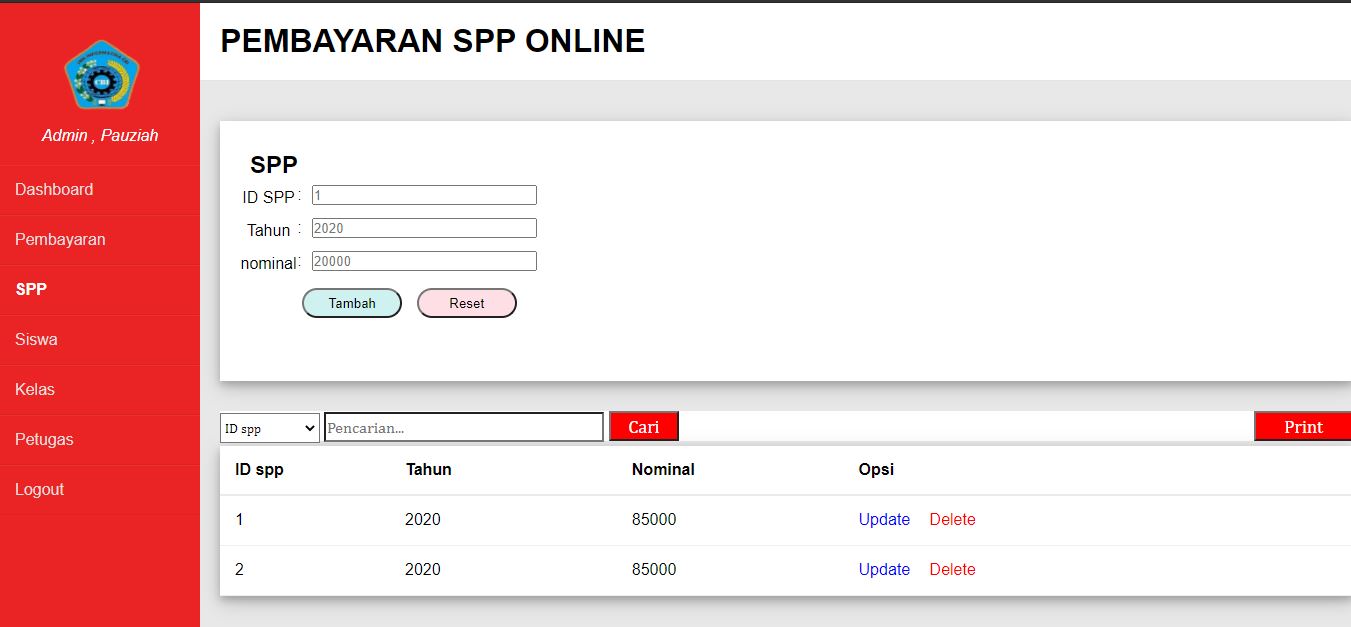 PEMBAYARAN SPP ONLINE
CBI
Admin , Pauziah
Dashboard
Pembayaran
SPP
Siswa
Kelas
Petugas
Logout
SPP
ID SPP : 1
Tahun : 2020
nominal : 20000
Tambah Reset
ID spp Pencarian... Cari Print
ID spp Tahun Nominal Opsi
1 2020 85000 Update Delete
2 2020 85000 Update Delete